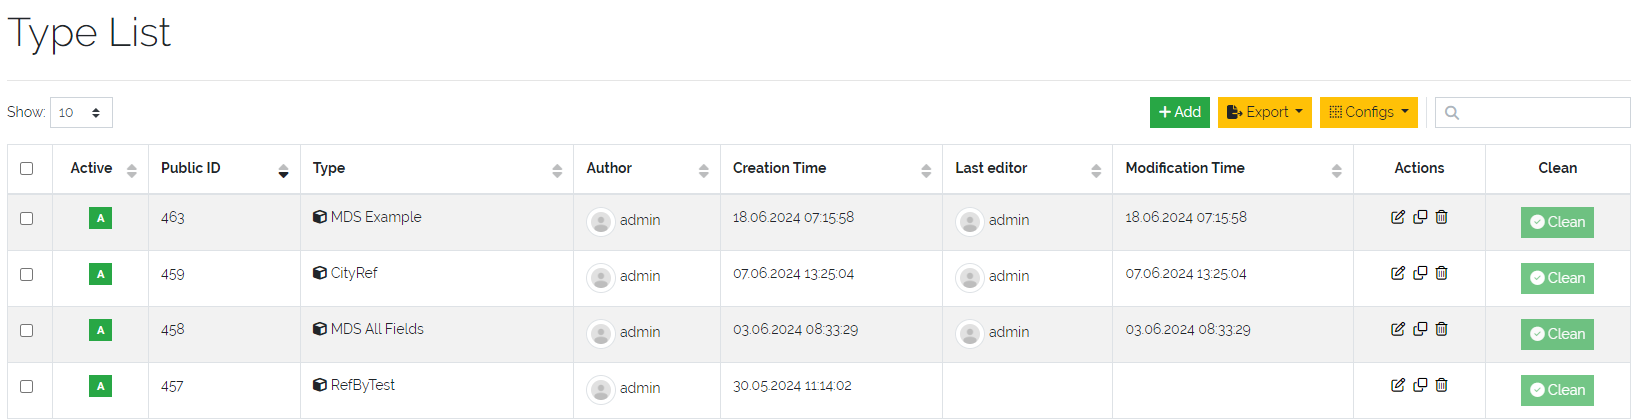 Type List
Show: 10 Add Export Configs
Active Public ID Type Author Creation Time Last editor Modification Time Actions Clean
A 463 MDS Example admin 18.06.2024 07:15:58 admin 18.06.2024 07:15:58 Clean
A 459 CityRef admin 07.06.2024 13:25:04 admin 07.06.2024 13:25:04 Clean
A 458 MDS All Fields admin 03.06.2024 08:33:29 admin 03.06.2024 08:33:29 Clean
A 457 RefByTest admin 30.05.2024 11:14:02 Clean